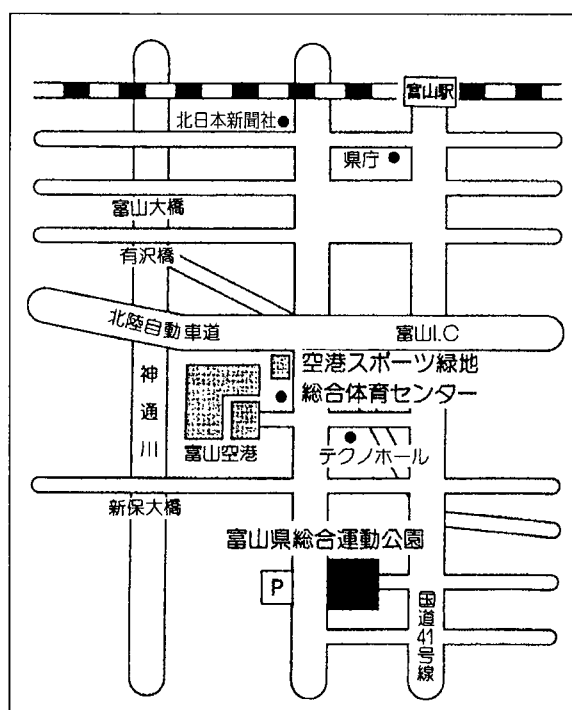 富山駅
北日本新聞社
県庁
富山大橋
有沢橋
北陸自動車道
富山I.C
空港スポーツ緑地
神通川
総合体育センター
富山空港
テクノホール
新保大橋
富山県総合運動公園
P
国道41号線